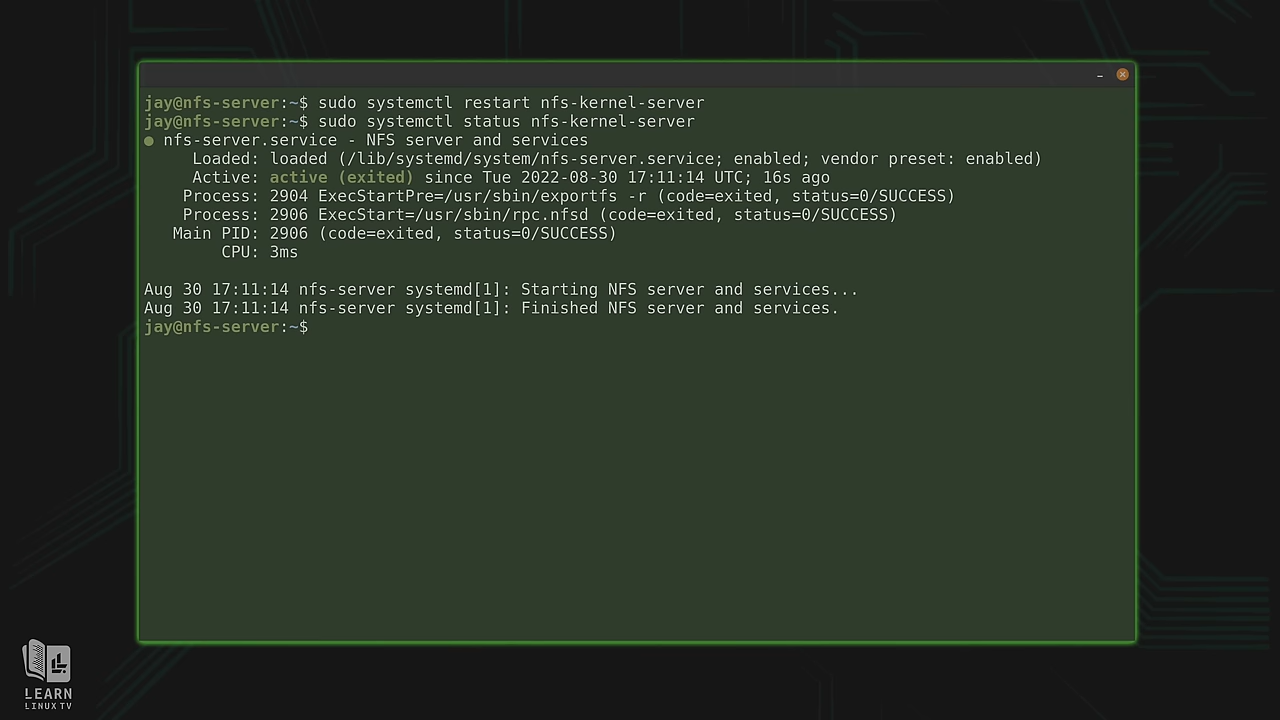 jay@nfs-server:~$ sudo systemctl restart nfs-kernel-server
jay@nfs-server:~$ sudo systemctl status nfs-kernel-server
● nfs-server.service - NFS server and services
     Loaded: loaded (/lib/systemd/system/nfs-server.service; enabled; vendor preset: enabled)
     Active: active (exited) since Tue 2022-08-30 17:11:14 UTC; 16s ago
    Process: 2904 ExecStartPre=/usr/sbin/exportfs -r (code=exited, status=0/SUCCESS)
    Process: 2906 ExecStart=/usr/sbin/rpc.nfsd (code=exited, status=0/SUCCESS)
   Main PID: 2906 (code=exited, status=0/SUCCESS)
        CPU: 3ms

Aug 30 17:11:14 nfs-server systemd[1]: Starting NFS server and services...
Aug 30 17:11:14 nfs-server systemd[1]: Finished NFS server and services.
jay@nfs-server:~$
LEARN
LINUX TV